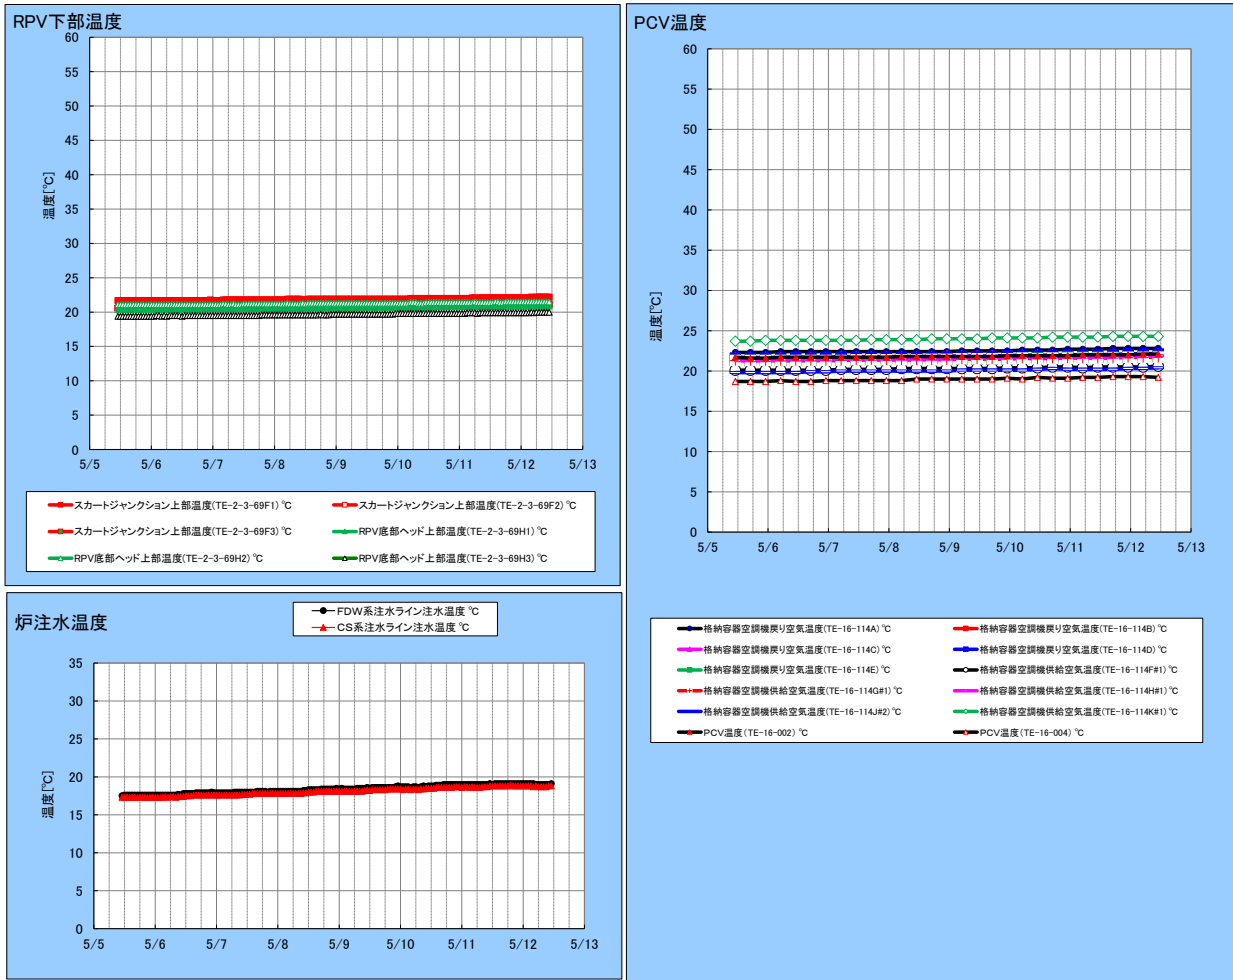 RPV下部温度
60
55
50
45
40
35
30
25
20
15
10
5
0
温度[℃]
5/5 5/6 5/7 5/8 5/9 5/10 5/11 5/12 5/13
スカートジャンクション上部温度(TE-2-3-69F1) ℃
スカートジャンクション上部温度(TE-2-3-69F2) ℃
スカートジャンクション上部温度(TE-2-3-69F3) ℃
RPV底部ヘッド上部温度(TE-2-3-69H1) ℃
RPV底部ヘッド上部温度(TE-2-3-69H2) ℃
RPV底部ヘッド上部温度(TE-2-3-69H3) ℃
炉注水温度
FDW系注水ライン注水温度 ℃
CS系注水ライン注水温度 ℃
35
30
25
20
15
10
5
0
温度[℃]
5/5 5/6 5/7 5/8 5/9 5/10 5/11 5/12 5/13
PCV温度
60
55
50
45
40
35
30
25
20
15
10
5
0
温度[℃]
5/5 5/6 5/7 5/8 5/9 5/10 5/11 5/12 5/13
格納容器空調機戻り空気温度(TE-16-114A) ℃
格納容器空調機戻り空気温度(TE-16-114B) ℃
格納容器空調機戻り空気温度(TE-16-114C) ℃
格納容器空調機戻り空気温度(TE-16-114D) ℃
格納容器空調機戻り空気温度(TE-16-114E) ℃
格納容器空調機供給空気温度(TE-16-114F#1) ℃
格納容器空調機供給空気温度(TE-16-114G#1) ℃
格納容器空調機供給空気温度(TE-16-114H#1) ℃
格納容器空調機供給空気温度(TE-16-114J#2) ℃
格納容器空調機供給空気温度(TE-16-114K#1) ℃
PCV温度(TE-16-002) ℃
PCV温度(TE-16-004) ℃